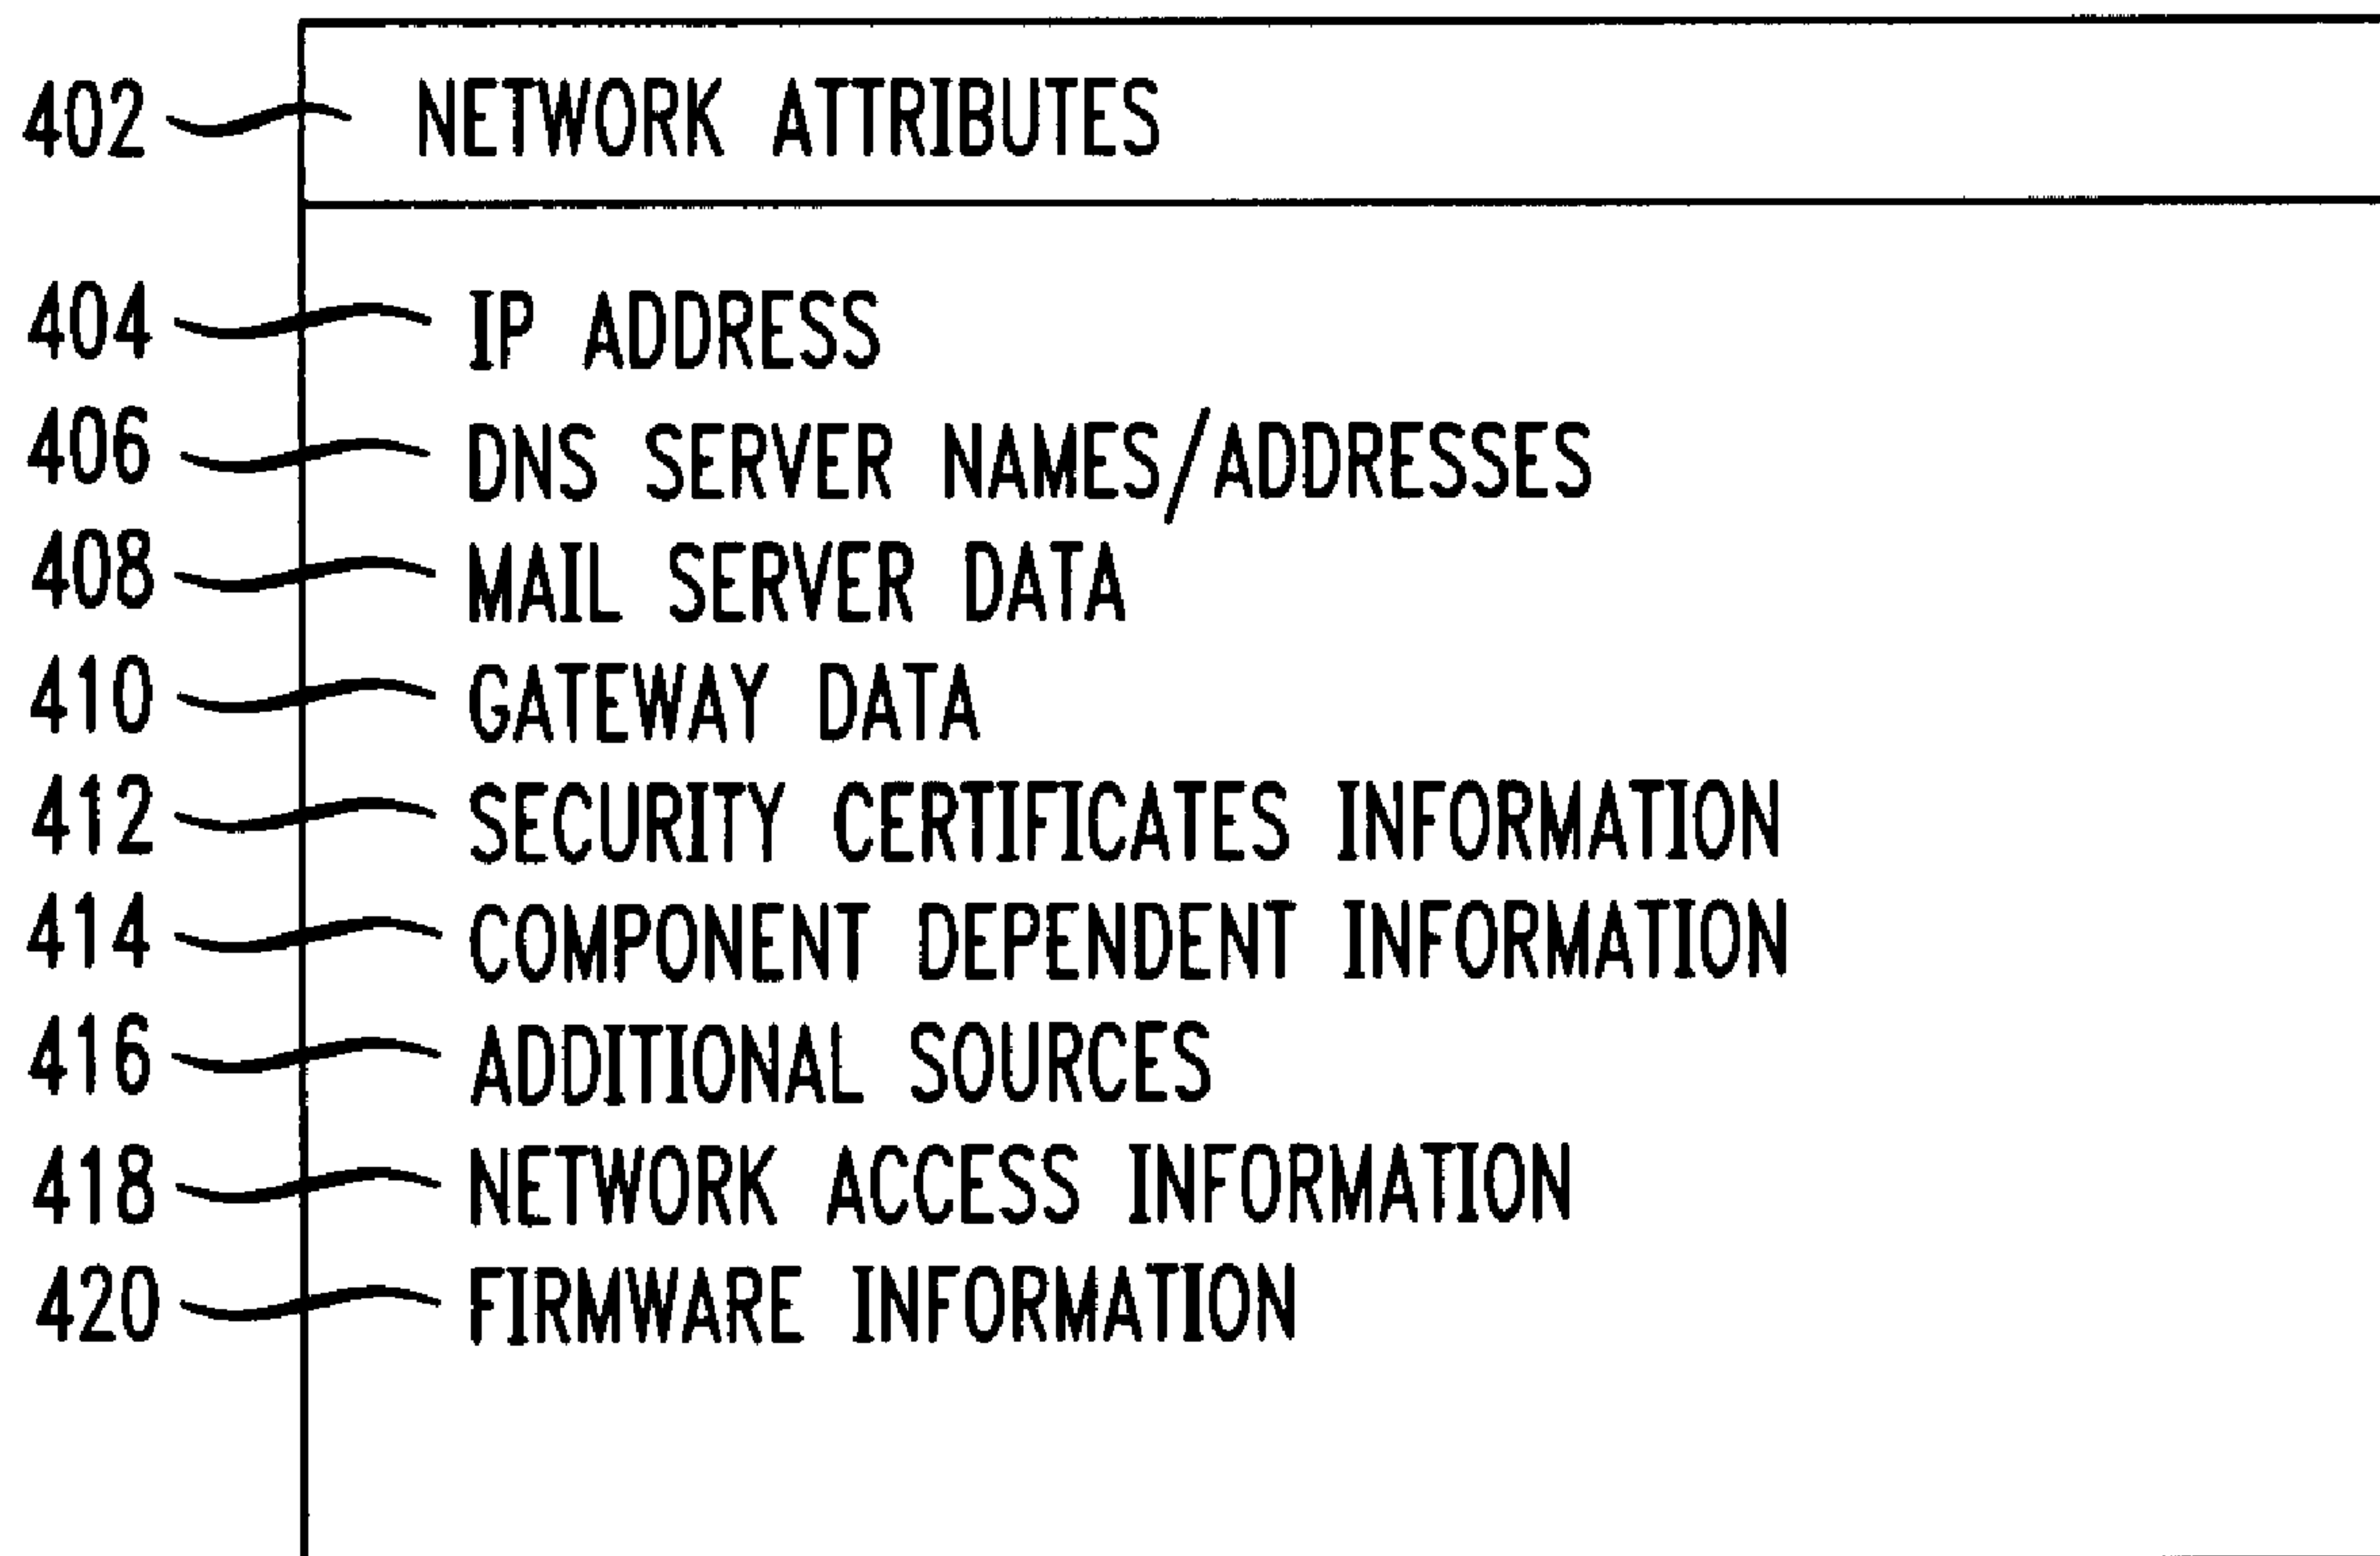 402 NETWORK ATTRIBUTES
404 IP ADDRESS
406 DNS SERVER NAMES/ADDRESSES
408 MAIL SERVER DATA
410 GATEWAY DATA
412 SECURITY CERTIFICATES INFORMATION
414 COMPONENT DEPENDENT INFORMATION
416 ADDITIONAL SOURCES
418 NETWORK ACCESS INFORMATION
420 FIRMWARE INFORMATION